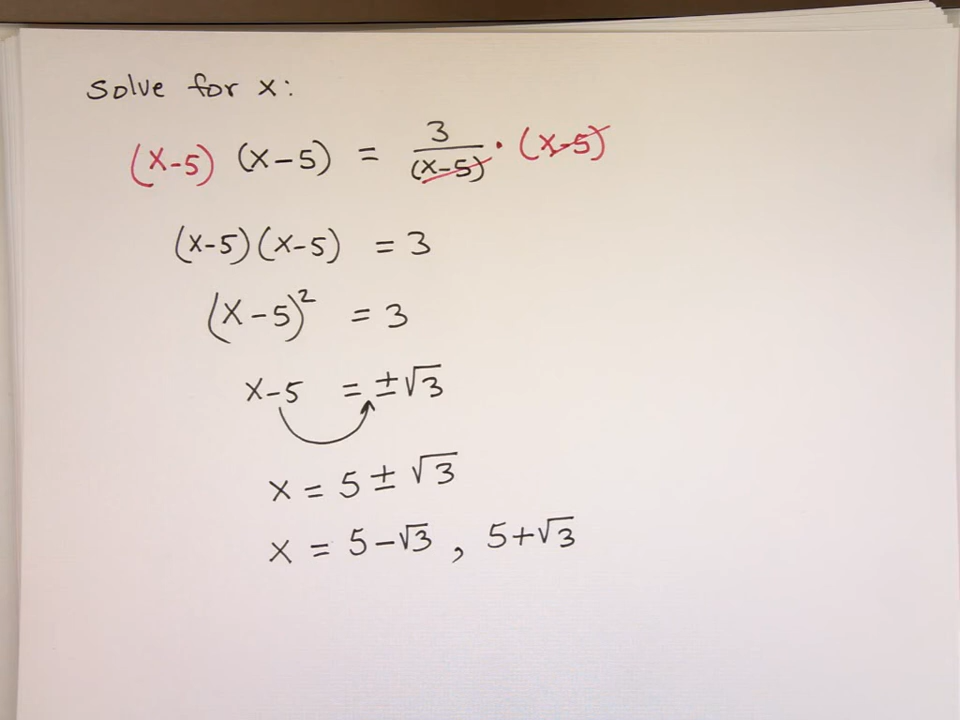 Solve for x:
(x-5) (x-5) = 3/(x-5) · (x-5)
(x-5)(x-5) = 3
(x-5)² = 3
x-5 = ±√3
x = 5 ± √3
x = 5-√3 , 5+√3